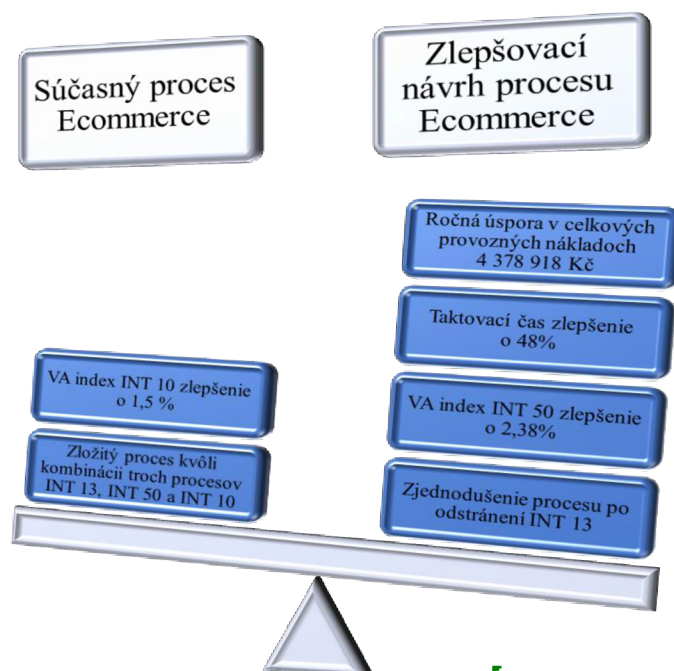 Súčasný proces
Ecommerce
Zlepšovací
návrh procesu
Ecommerce
Ročná úspora v celkových
provozných nákladoch
4 378 918 Kč
Taktovací čas zlepšenie
o 48%
VA index INT 10 zlepšenie
o 1,5 %
VA index INT 50 zlepšenie
o 2,38%
Zložitý proces kvôli
kombinácii troch procesov
INT 13, INT 50 a INT 10
Zjednodušenie procesu po
odstránení INT 13